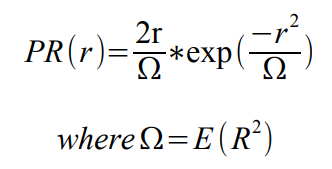 PR(r)=2r/Ω*exp(-r²/Ω)
where Ω=E(R²)